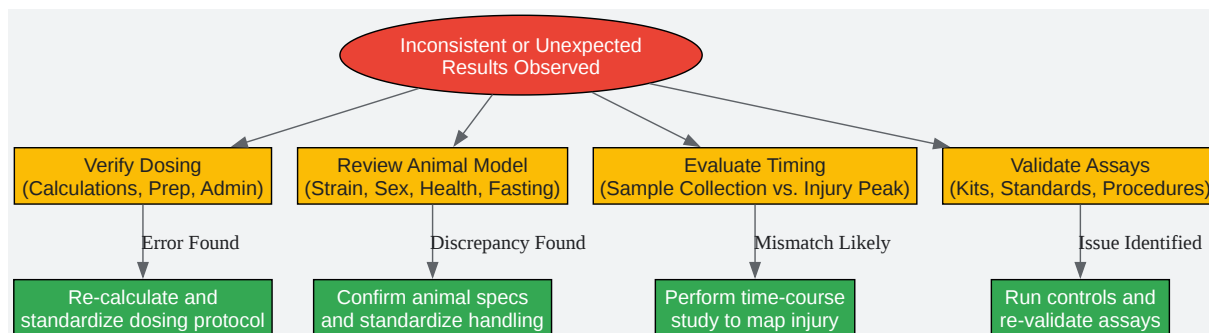 Inconsistent or Unexpected
Results Observed
Verify Dosing
(Calculations, Prep, Admin)
Review Animal Model
(Strain, Sex, Health, Fasting)
Evaluate Timing
(Sample Collection vs. Injury Peak)
Validate Assays
(Kits, Standards, Procedures)
Error Found
Discrepancy Found
Mismatch Likely
Issue Identified
Re-calculate and
standardize dosing protocol
Confirm animal specs
and standardize handling
Perform time-course
study to map injury
Run controls and
re-validate assays